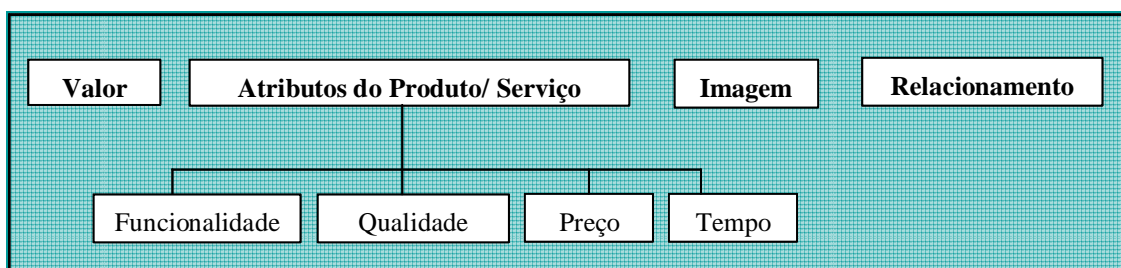 Valor Atributos do Produto/ Serviço Imagem Relacionamento
Funcionalidade Qualidade Preço Tempo